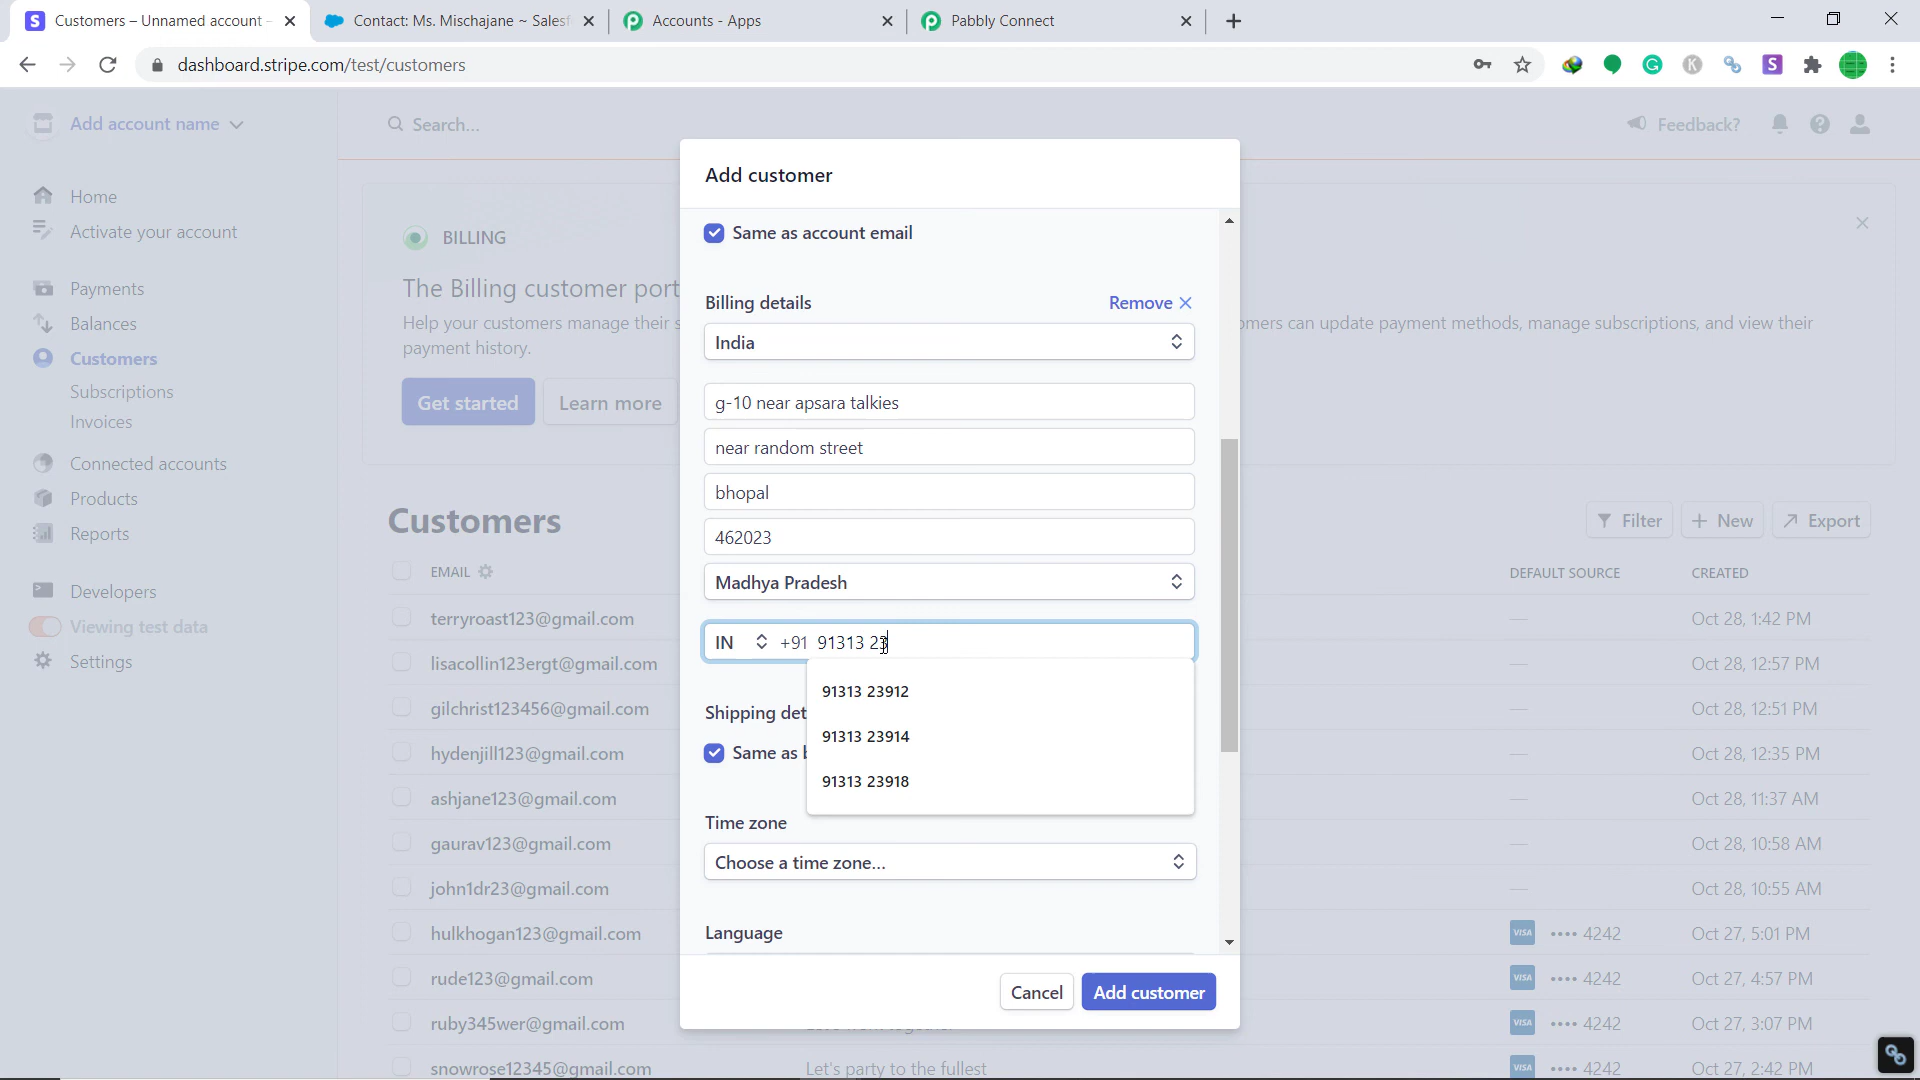 Customers – Unnamed account -
Contact: Ms. Mischajane ~ Salesf
Accounts - Apps
Pabbly Connect
dashboard.stripe.com/test/customers
Add account name
Search...
Feedback?
Home
Activate your account
Payments
Balances
Customers
Subscriptions
Invoices
Connected accounts
Products
Reports
Developers
Viewing test data
Settings
BILLING
The Billing customer port
Help your customers manage their s
omers can update payment methods, manage subscriptions, and view their
payment history.
Get started
Learn more
Customers
Filter
New
Export
EMAIL
DEFAULT SOURCE
CREATED
terryroast123@gmail.com
—
Oct 28, 1:42 PM
lisacollin123ergt@gmail.com
—
Oct 28, 12:57 PM
gilchrist123456@gmail.com
—
Oct 28, 12:51 PM
hydenjill123@gmail.com
—
Oct 28, 12:35 PM
ashjane123@gmail.com
—
Oct 28, 11:37 AM
gaurav123@gmail.com
—
Oct 28, 10:58 AM
john1dr23@gmail.com
—
Oct 28, 10:55 AM
hulkhogan123@gmail.com
VISA •••• 4242
Oct 27, 5:01 PM
rude123@gmail.com
VISA •••• 4242
Oct 27, 4:57 PM
ruby345wer@gmail.com
VISA •••• 4242
Oct 27, 3:07 PM
snowrose12345@gmail.com
Let's party to the fullest
VISA •••• 4242
Oct 27, 2:42 PM
Add customer
Same as account email
Billing details
Remove
India
g-10 near apsara talkies
near random street
bhopal
462023
Madhya Pradesh
IN
+91 91313 23
91313 23912
91313 23914
91313 23918
Shipping det
Same as b
Time zone
Choose a time zone...
Language
Cancel
Add customer